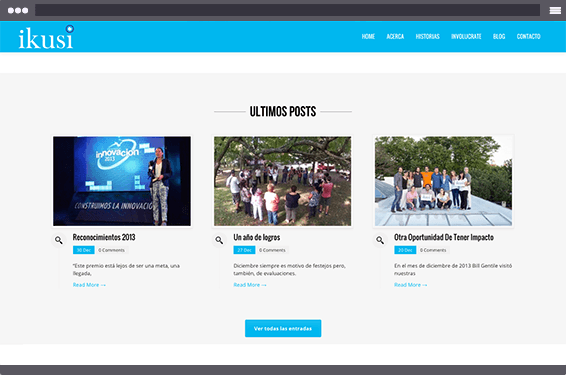 ikusi
HOME ACERCA HISTORIAS INVOLUCRATE BLOG CONTACTO
ULTIMOS POSTS
innovación
2013
CONSTRUIMOS LA INNOVACIÓN
Reconocimientos 2013
30 Dec 0 Comments
"Este premio está lejos de ser una meta, una
llegada,
Read More →
Un año de logros
27 Dec 0 Comments
Diciembre siempre es motivo de festejos pero,
también, de evaluaciones.
Read More →
Otra Oportunidad De Tener Impacto
20 Dec 0 Comments
En el mes de diciembre de 2013 Bill Gentile visitó
nuestras
Read More →
Ver todas las entradas